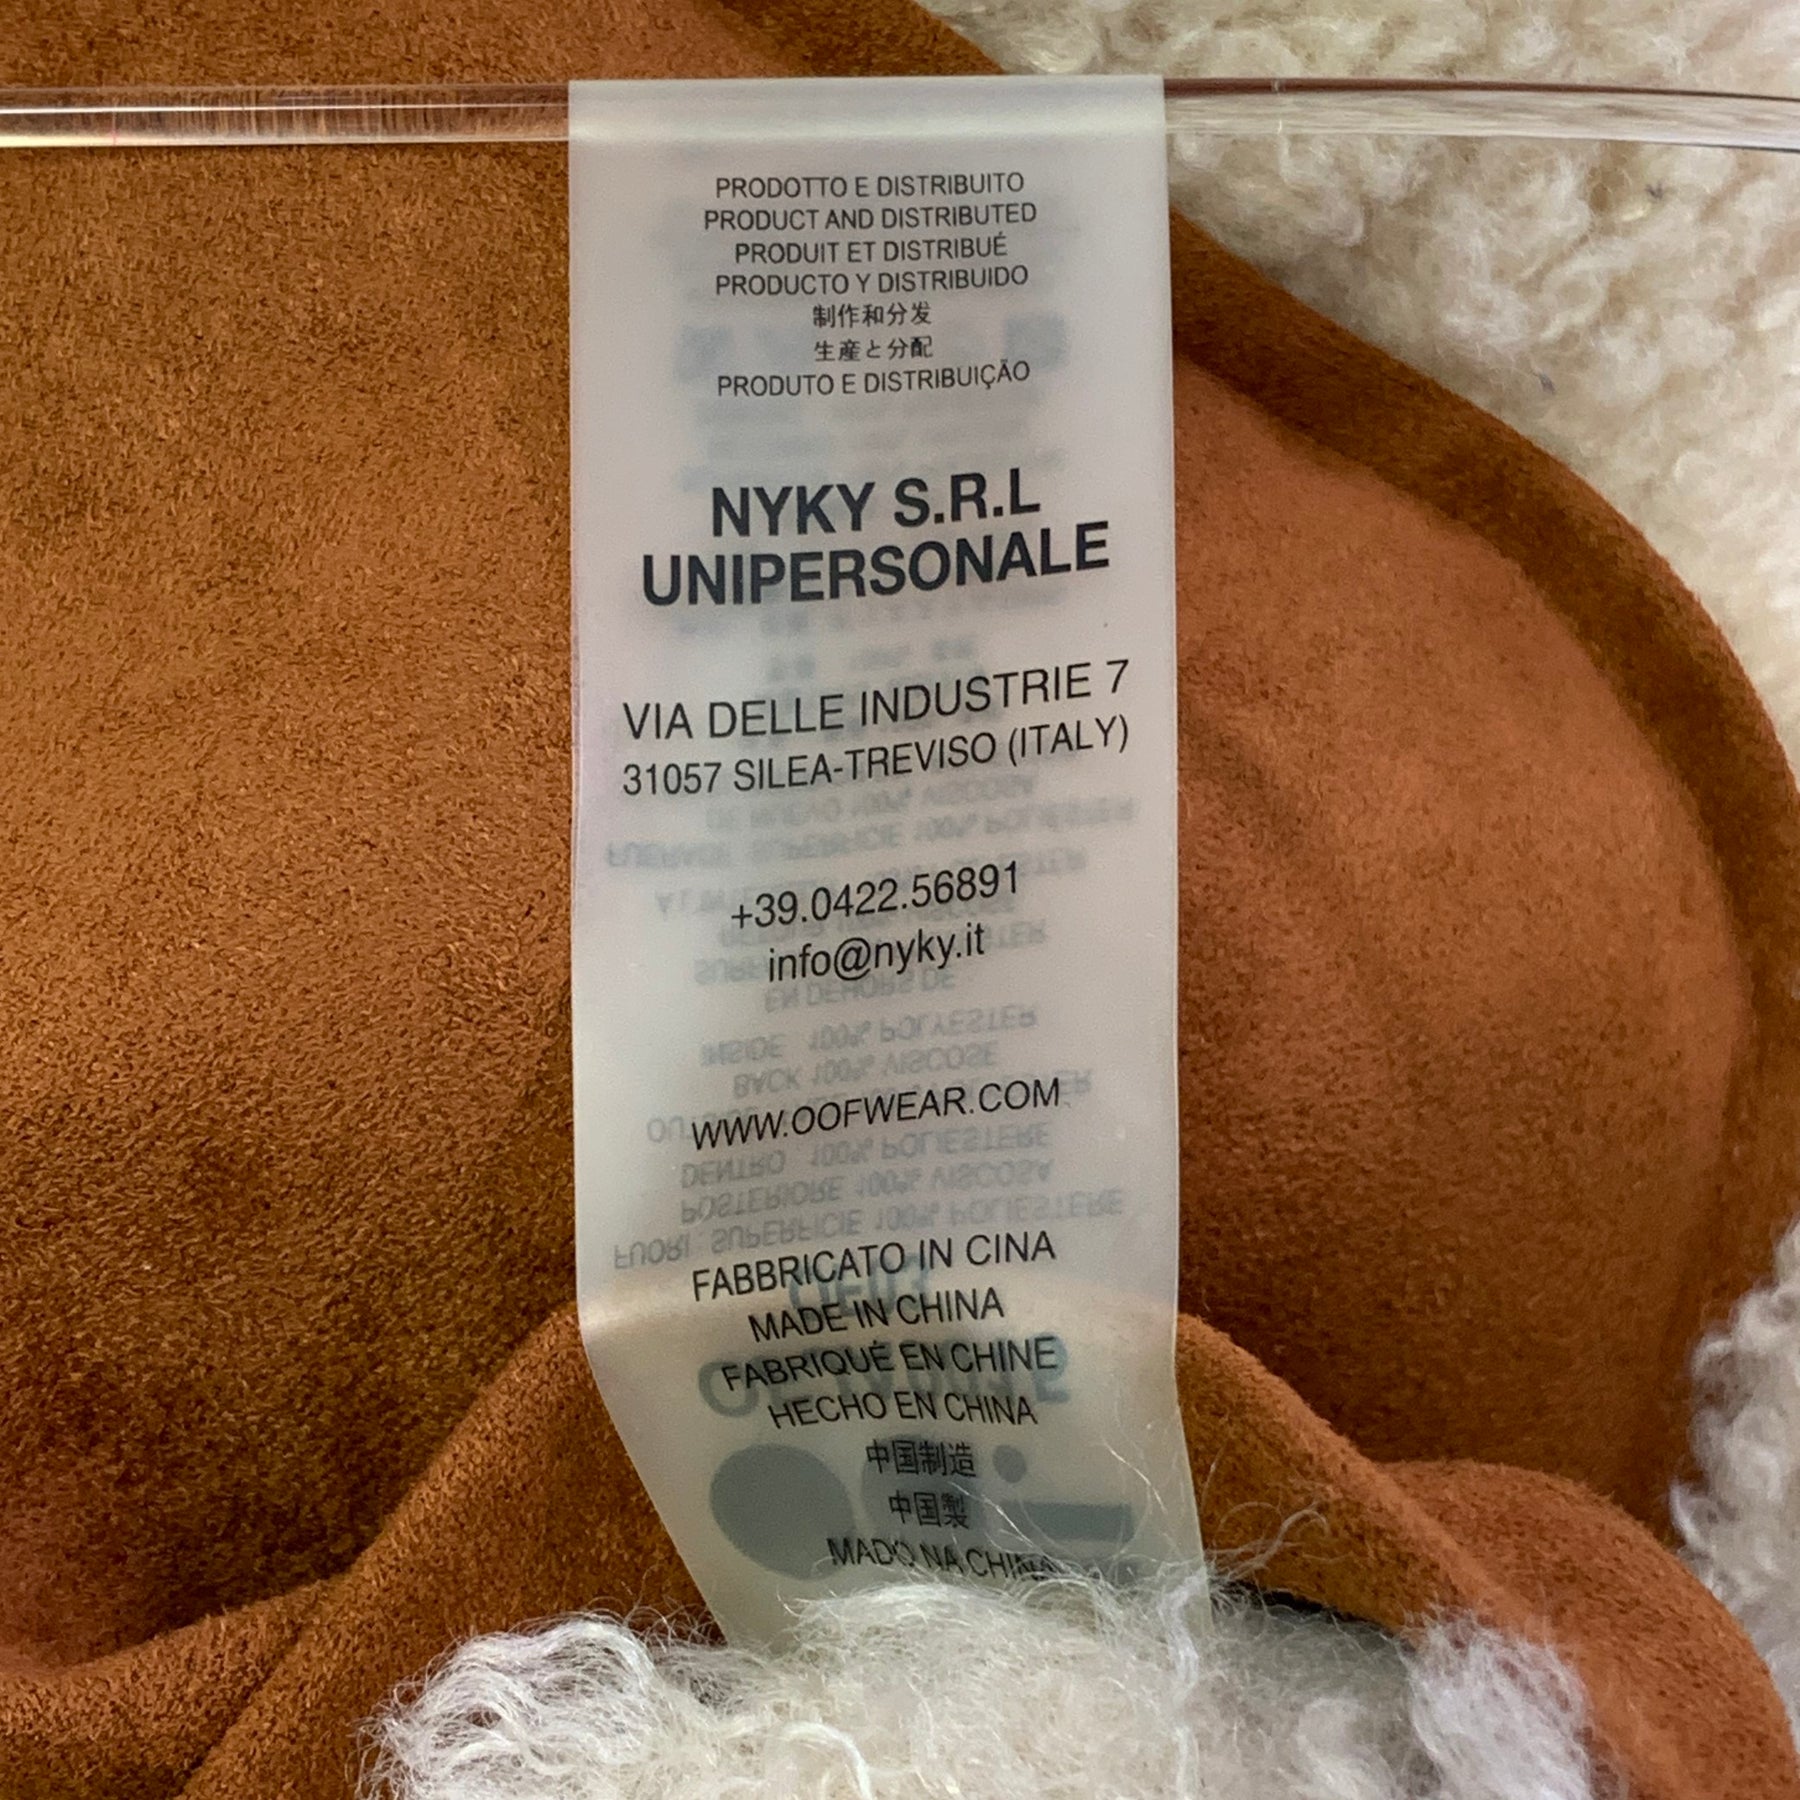 PRODOTTO E DISTRIBUITO
PRODUCT AND DISTRIBUTED
PRODUIT ET DISTRIBUÉ
PRODUCTO Y DISTRIBUIDO
制作和分发
生産と分配
PRODUTO E DISTRIBUIÇÃO
NYKY S.R.L
UNIPERSONALE
VIA DELLE INDUSTRIE 7
31057 SILEA-TREVISO (ITALY)
+39.0422.56891
info@nyky.it
WWW.OOFWEAR.COM
FABBRICATO IN CINA
MADE IN CHINA
FABRIQUÉ EN CHINE
HECHO EN CHINA
中国制造
中国製
MADO NA CHINA